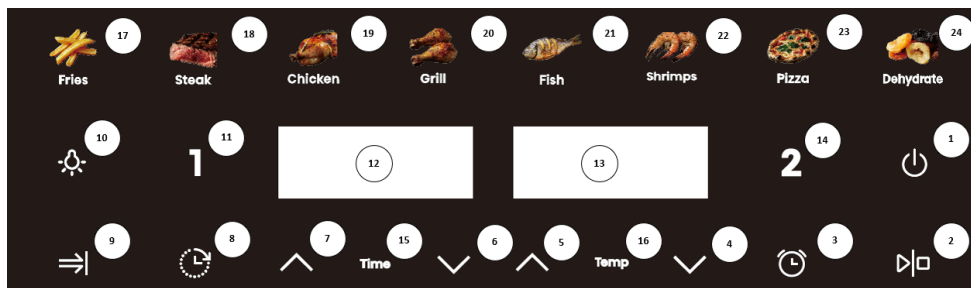 17 18 19 20 21 22 23 24
Fries Steak Chicken Grill Fish Shrimps Pizza Dehydrate
10 11 12 13 14 1
1 2
9 8 7 15 6 5 16 4 3 2
Time Temp